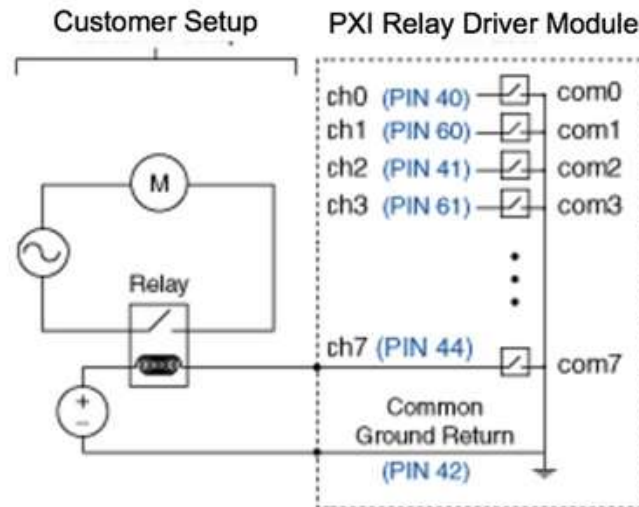 Customer Setup
PXI Relay Driver Module
ch0 (PIN 40) com0
ch1 (PIN 60) com1
ch2 (PIN 41) com2
ch3 (PIN 61) com3
M
Relay
ch7 (PIN 44) com7
+
−
Common
Ground Return
(PIN 42)